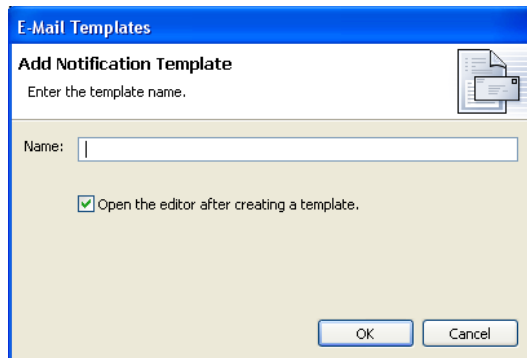 E-Mail Templates
Add Notification Template
Enter the template name.
Name:
Open the editor after creating a template.
OK Cancel